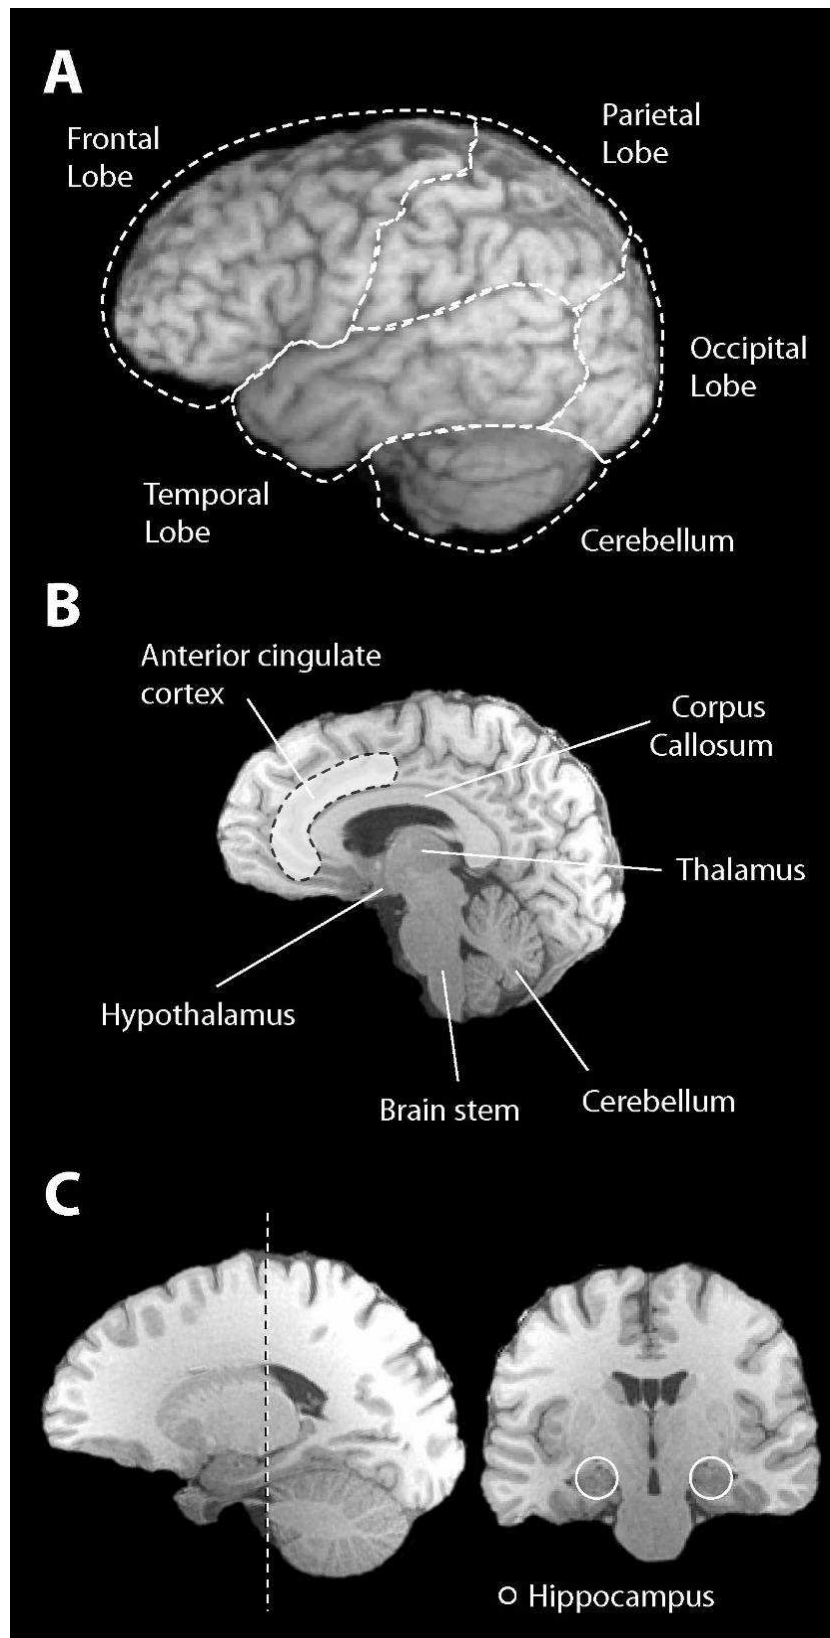 A
Frontal
Lobe
Parietal
Lobe
Occipital
Lobe
Temporal
Lobe
Cerebellum
B
Anterior cingulate
cortex
Corpus
Callosum
Thalamus
Hypothalamus
Brain stem
Cerebellum
C
Hippocampus